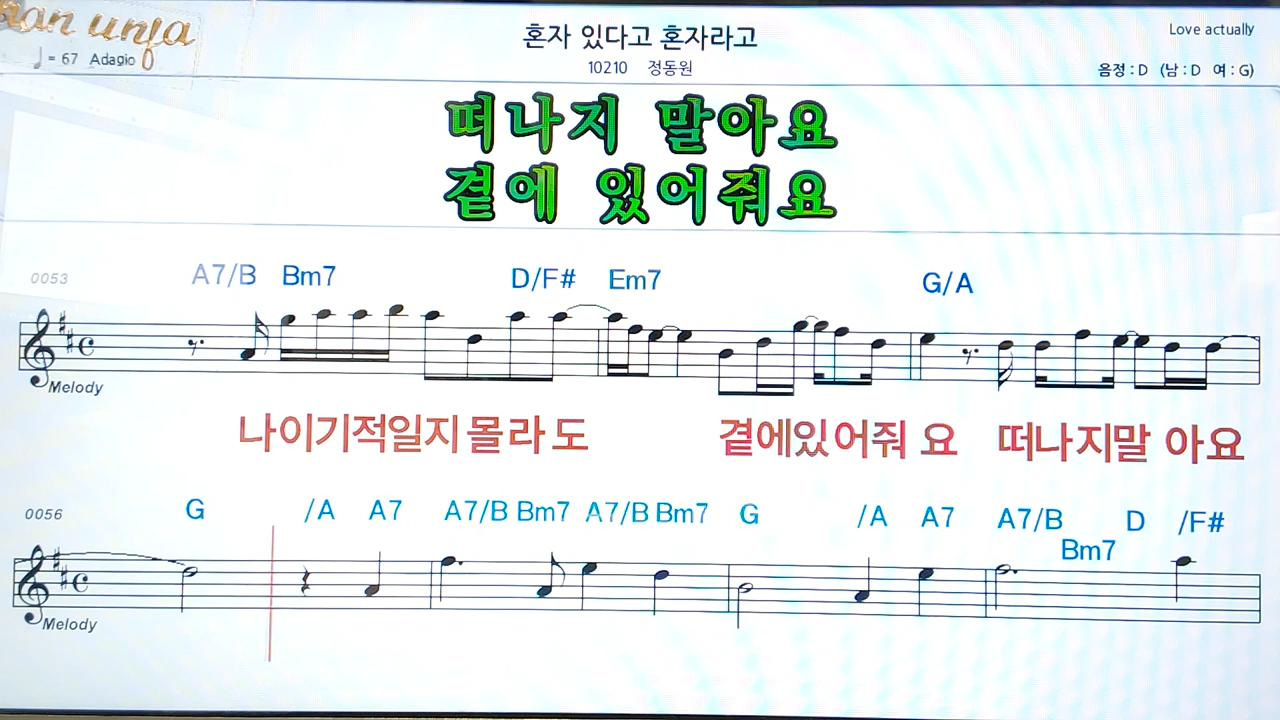 an unja
♩ = 67 Adagio
혼자 있다고 혼자라고
10210 정동원
Love actually
음정 : D (남 : D 여 : G)
떠나지 말아요
곁에 있어줘요
0053 A7/B Bm7 D/F# Em7 G/A
Melody
나이기적일지몰라도 곁에있어줘 요 떠나지말 아요
0056 G /A A7 A7/B Bm7 A7/B Bm7 G /A A7 A7/B D /F#
Bm7
Melody